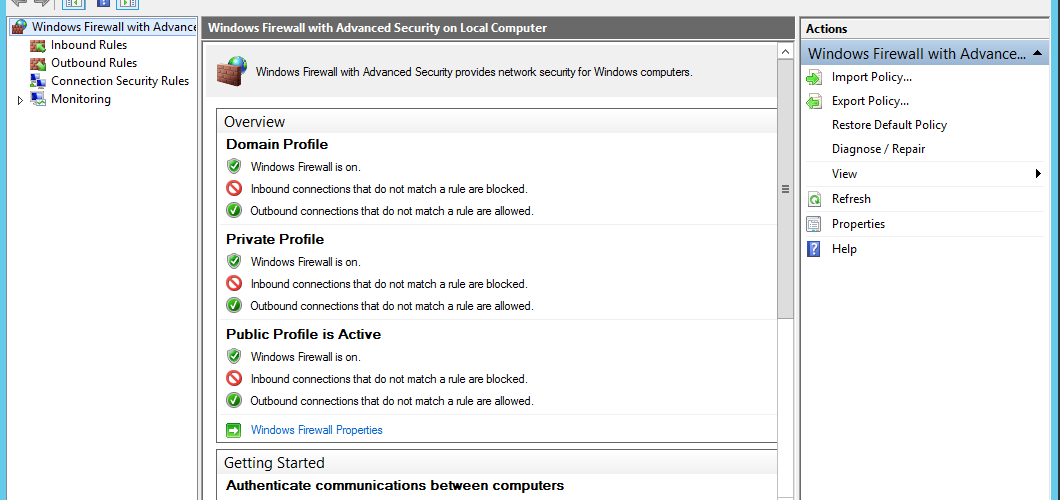 Windows Firewall with Advance
Inbound Rules
Outbound Rules
Connection Security Rules
Monitoring
Windows Firewall with Advanced Security on Local Computer
Windows Firewall with Advanced Security provides network security for Windows computers.
Overview
Domain Profile
Windows Firewall is on.
Inbound connections that do not match a rule are blocked.
Outbound connections that do not match a rule are allowed.
Private Profile
Windows Firewall is on.
Inbound connections that do not match a rule are blocked.
Outbound connections that do not match a rule are allowed.
Public Profile is Active
Windows Firewall is on.
Inbound connections that do not match a rule are blocked.
Outbound connections that do not match a rule are allowed.
Windows Firewall Properties
Getting Started
Authenticate communications between computers
Actions
Windows Firewall with Advance...
Import Policy...
Export Policy...
Restore Default Policy
Diagnose / Repair
View
Refresh
Properties
Help